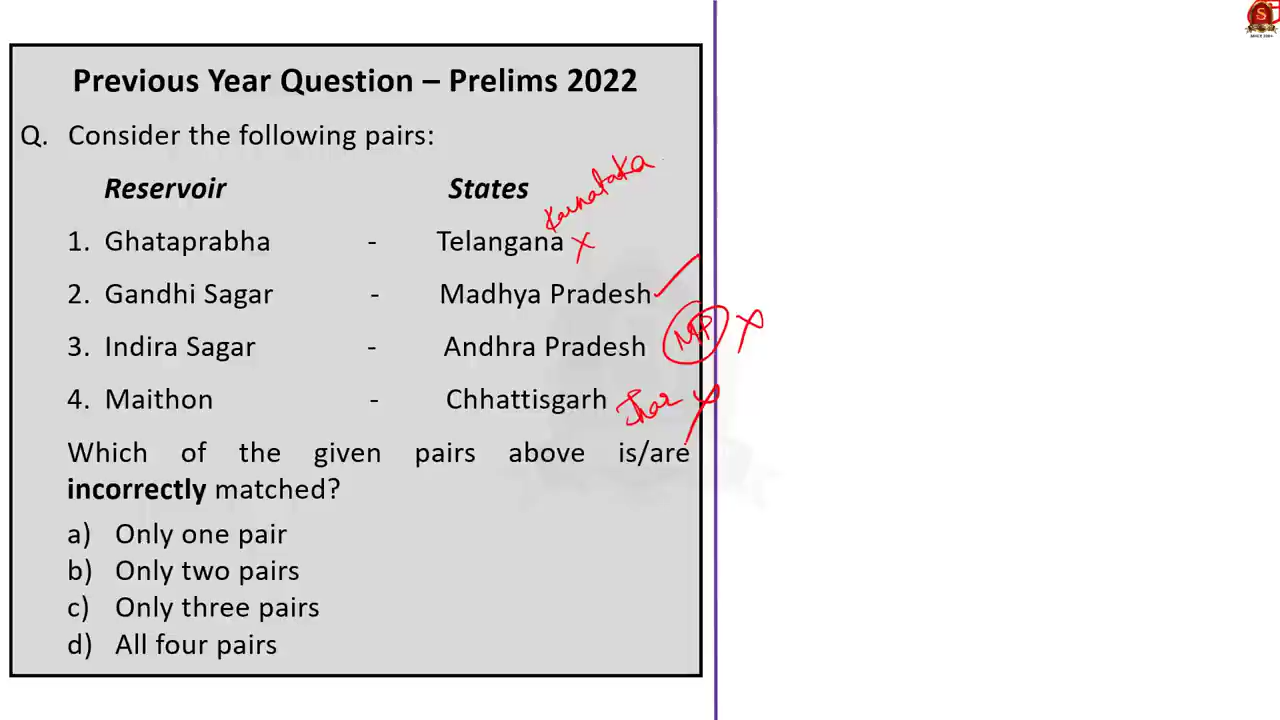 Previous Year Question – Prelims 2022
Q. Consider the following pairs:
Reservoir States
Karnataka
1. Ghataprabha - Telangana X
2. Gandhi Sagar - Madhya Pradesh
3. Indira Sagar - Andhra Pradesh MP X
4. Maithon - Chhattisgarh Jhar X
Which of the given pairs above is/are
incorrectly matched?
a) Only one pair
b) Only two pairs
c) Only three pairs
d) All four pairs